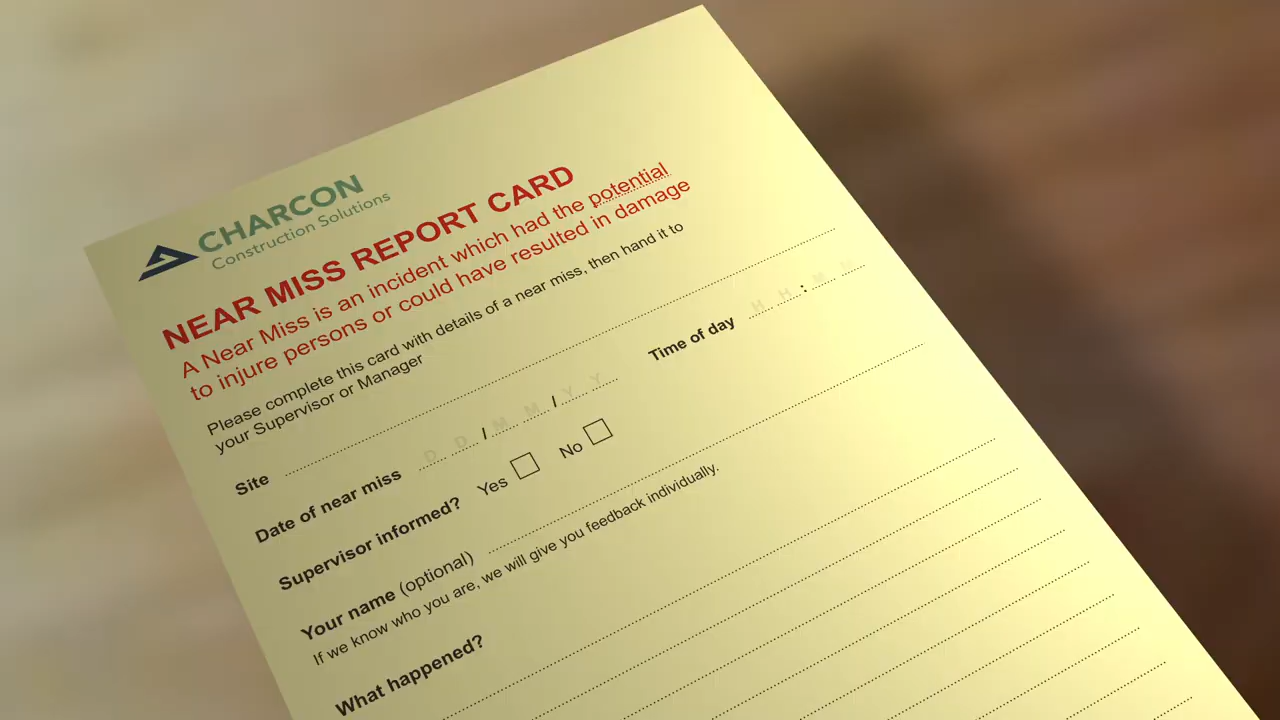 CHARCON
Construction Solutions
NEAR MISS REPORT CARD
A Near Miss is an incident which had the potential
to injure persons or could have resulted in damage
Please complete this card with details of a near miss, then hand it to
your Supervisor or Manager
Site
Date of near miss D D / M M / Y Y Time of day H H : M M
Supervisor informed? Yes No
Your name (optional)
If we know who you are, we will give you feedback individually.
What happened?